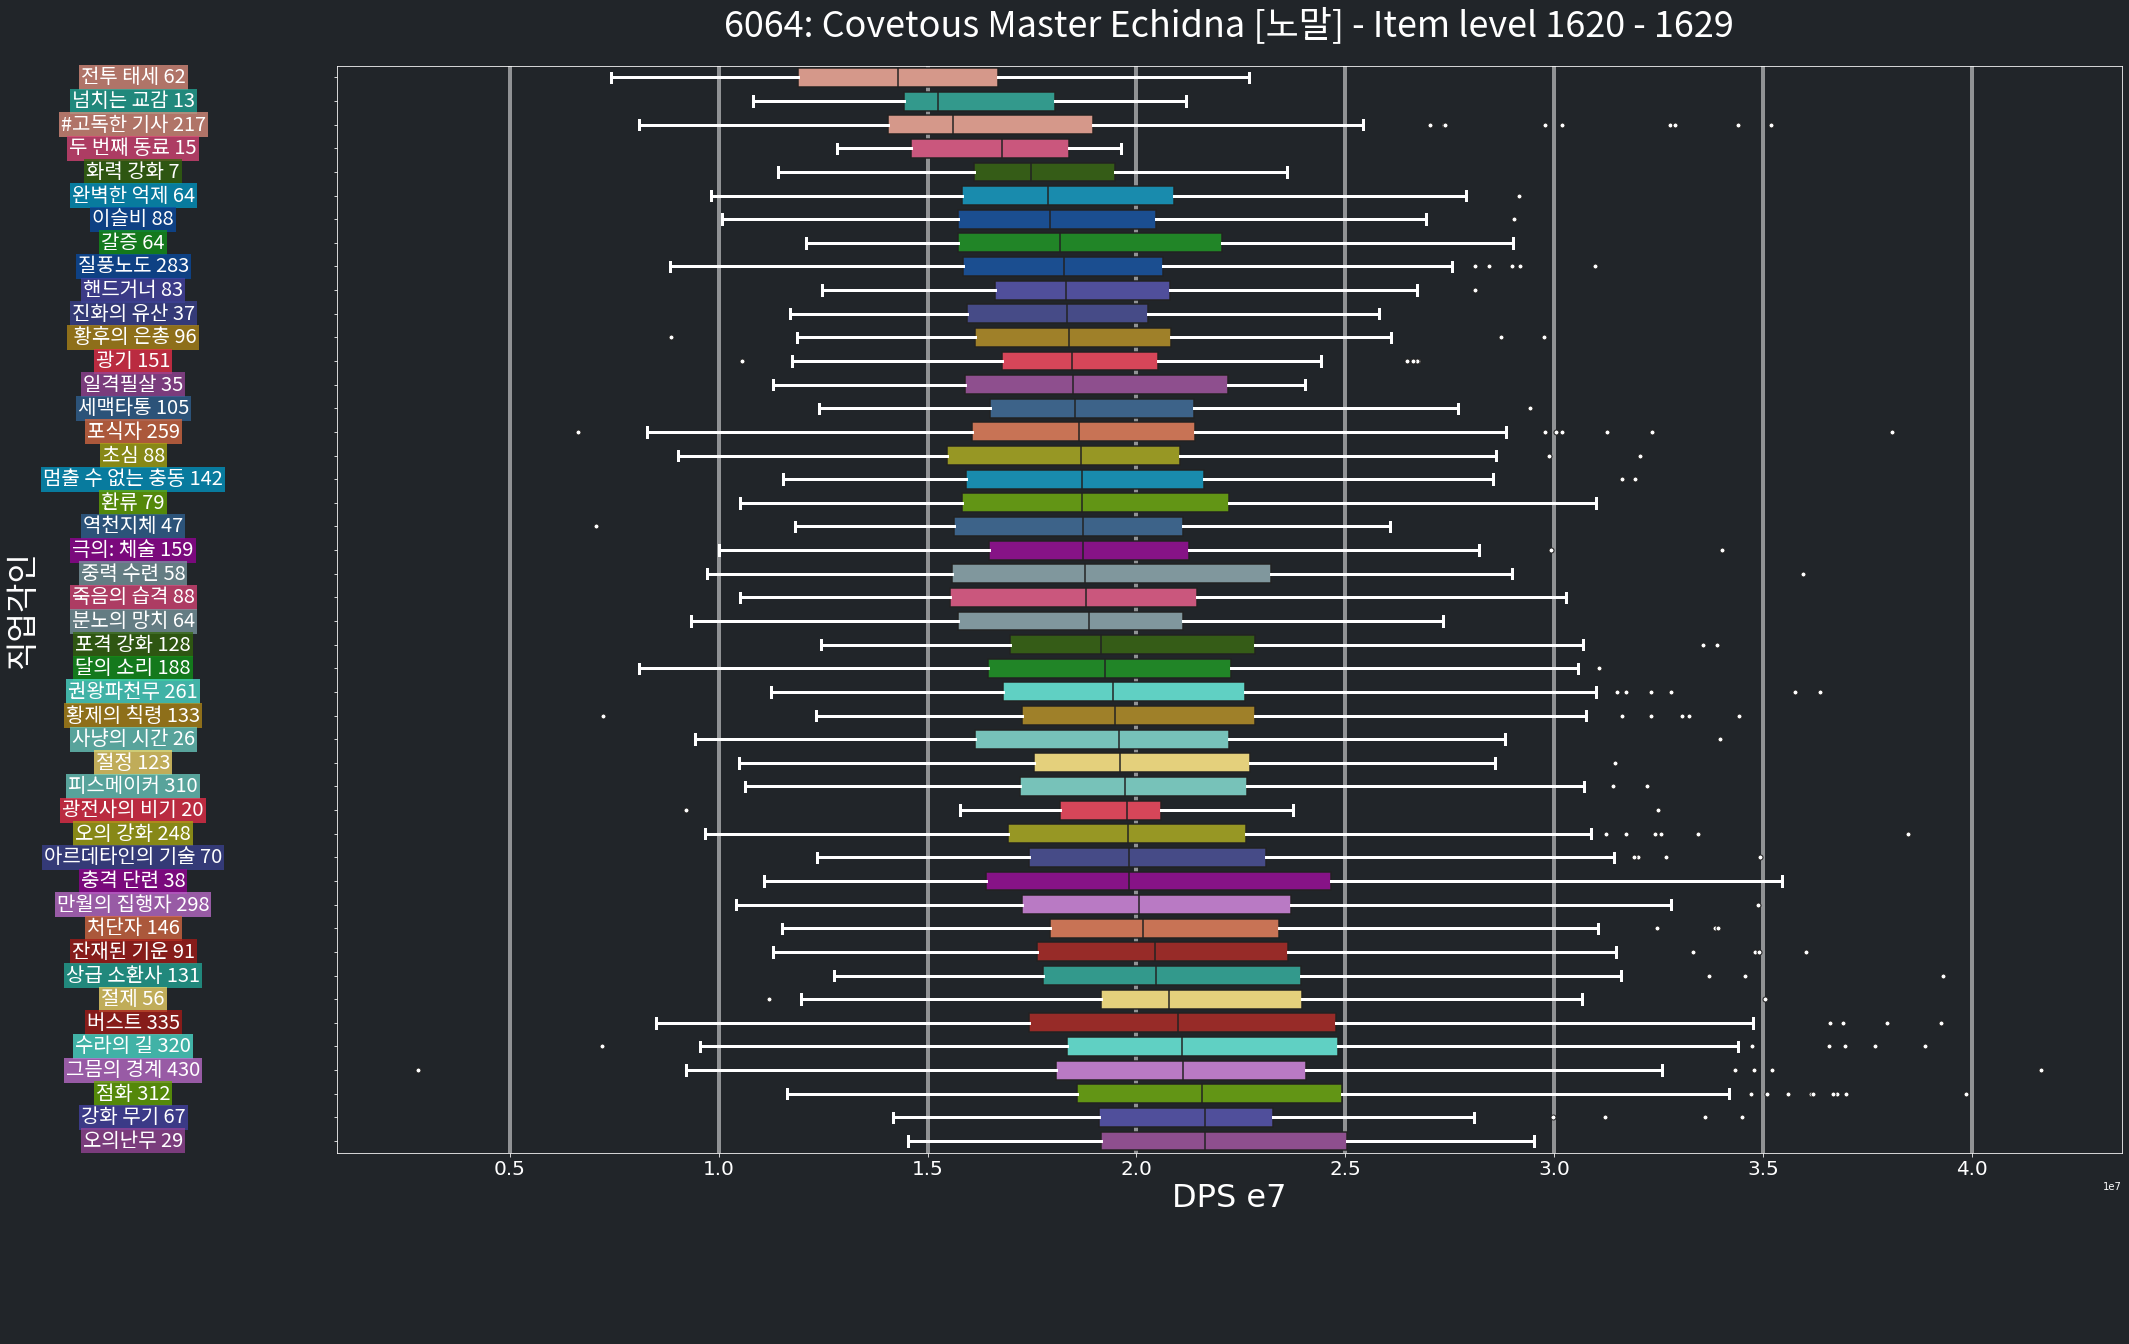 6064: Covetous Master Echidna [노말] - Item level 1620 - 1629
직업각인
전투 태세 62
넘치는 교감 13
#고독한 기사 217
두 번째 동료 15
화력 강화 7
완벽한 억제 64
이슬비 88
갈증 64
질풍노도 283
핸드거너 83
진화의 유산 37
황후의 은총 96
광기 151
일격필살 35
세맥타통 105
포식자 259
초심 88
멈출 수 없는 충동 142
환류 79
역천지체 47
극의: 체술 159
중력 수련 58
죽음의 습격 88
분노의 망치 64
포격 강화 128
달의 소리 188
권왕파천무 261
황제의 칙령 133
사냥의 시간 26
절정 123
피스메이커 310
광전사의 비기 20
오의 강화 248
아르데타인의 기술 70
충격 단련 38
만월의 집행자 298
처단자 146
잔재된 기운 91
상급 소환사 131
절제 56
버스트 335
수라의 길 320
그믐의 경계 430
점화 312
강화 무기 67
오의난무 29
0.5 1.0 1.5 2.0 2.5 3.0 3.5 4.0
DPS e7
1e7